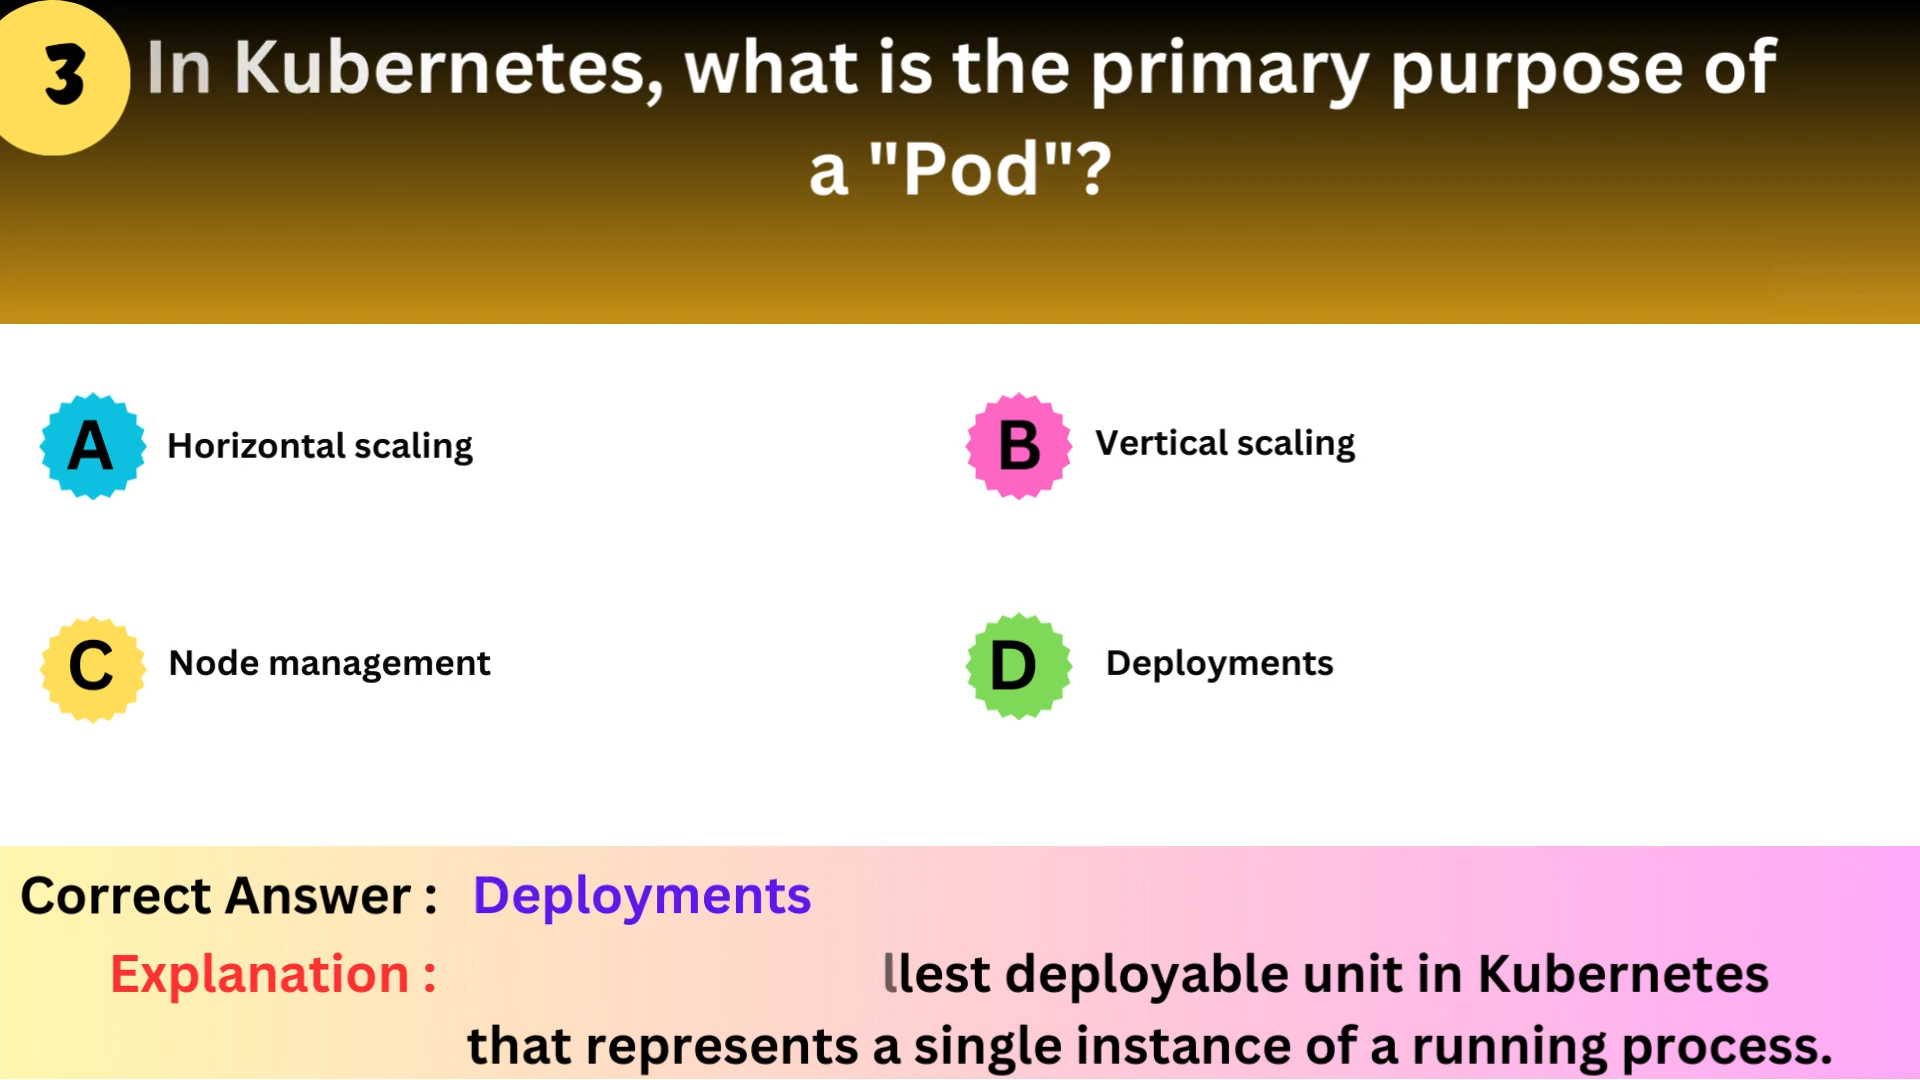 3
In Kubernetes, what is the primary purpose of
a "Pod"?
A Horizontal scaling
B Vertical scaling
C Node management
D Deployments
Correct Answer : Deployments
Explanation : llest deployable unit in Kubernetes
that represents a single instance of a running process.